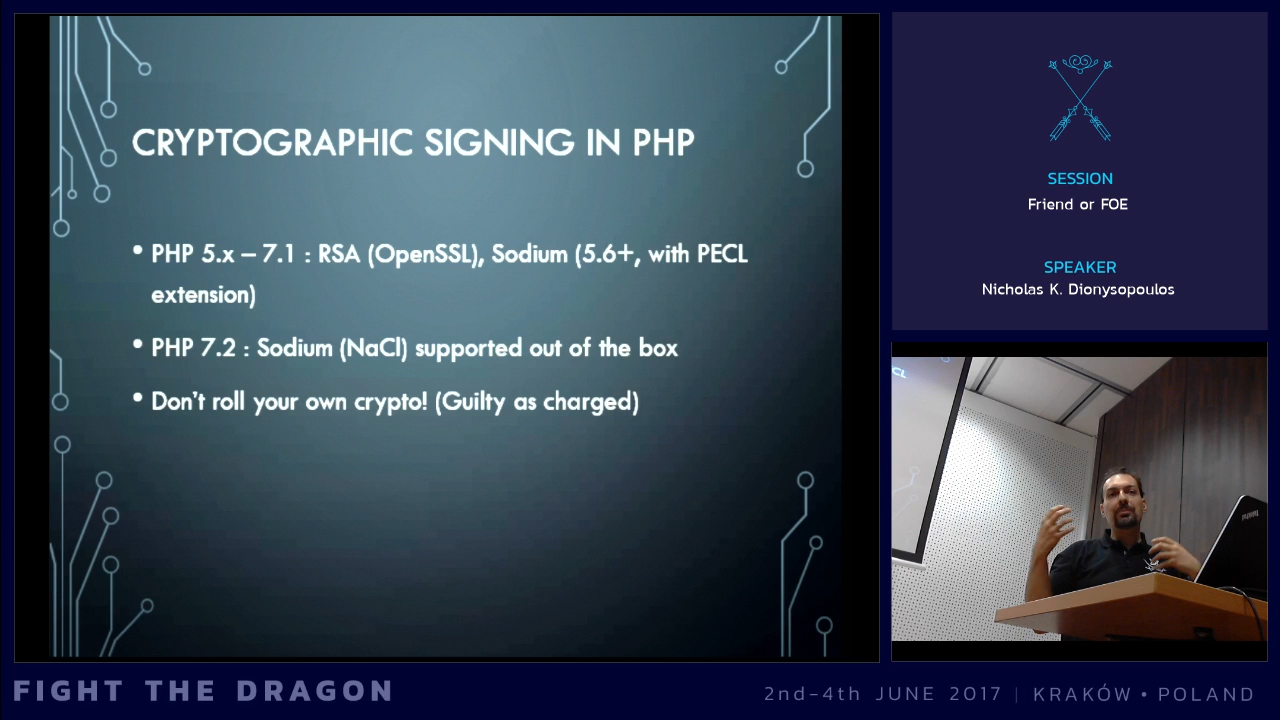 CRYPTOGRAPHIC SIGNING IN PHP
• PHP 5.x – 7.1 : RSA (OpenSSL), Sodium (5.6+, with PECL
extension)
• PHP 7.2 : Sodium (NaCl) supported out of the box
• Don't roll your own crypto! (Guilty as charged)
SESSION
Friend or FOE
SPEAKER
Nicholas K. Dionysopoulos
CL
FIGHT THE DRAGON
2nd-4th JUNE 2017 | KRAKÓW • POLAND